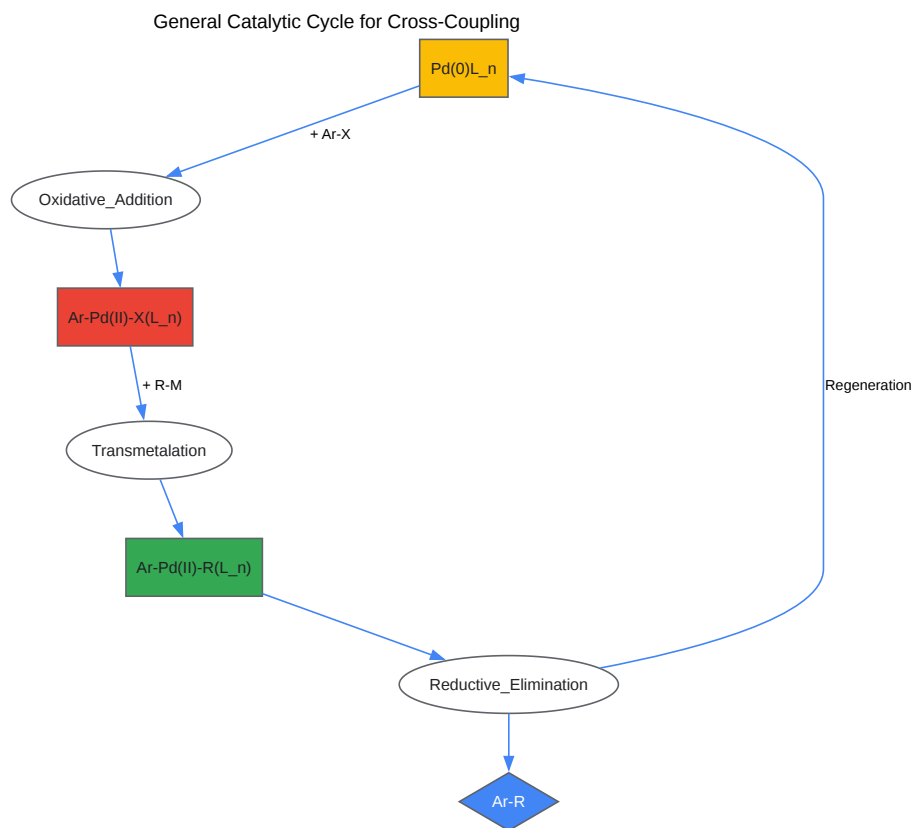 General Catalytic Cycle for Cross-Coupling
Pd(0)L_n
+ Ar-X
Oxidative_Addition
Ar-Pd(II)-X(L_n)
+ R-M
Regeneration
Transmetalation
Ar-Pd(II)-R(L_n)
Reductive_Elimination
Ar-R